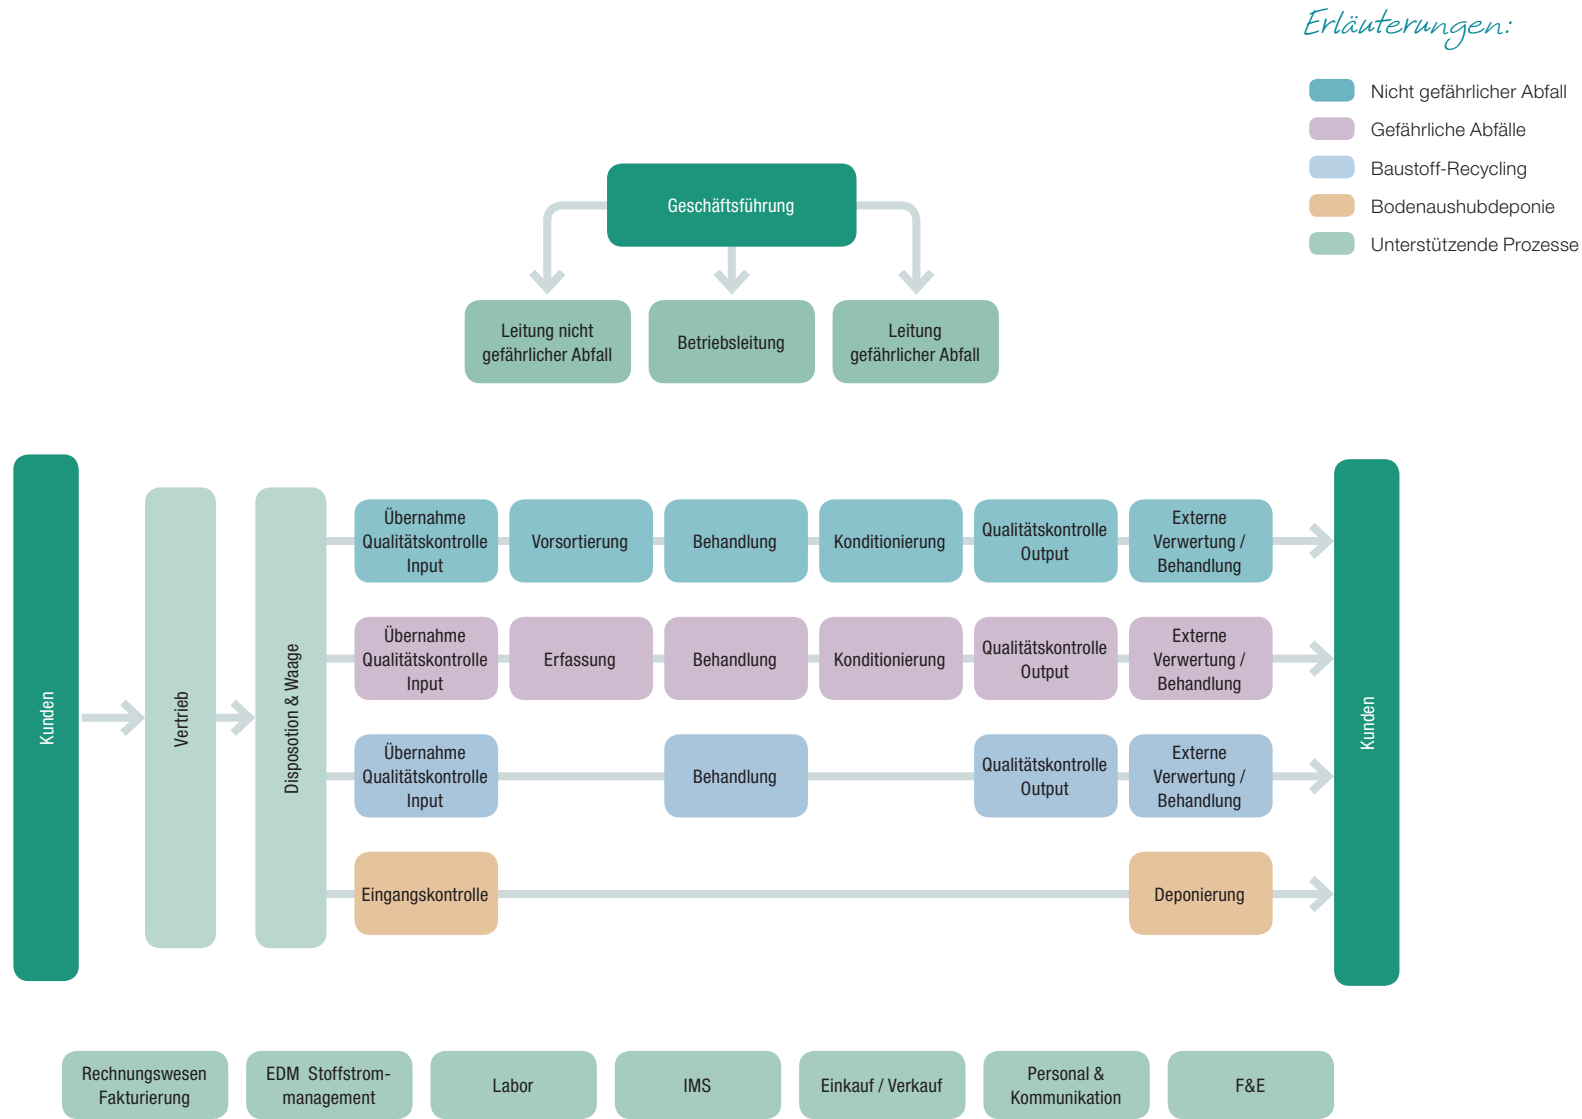 Erläuterungen:
Nicht gefährlicher Abfall
Gefährliche Abfälle
Baustoff-Recycling
Bodenaushubdeponie
Unterstützende Prozesse
Geschäftsführung
Leitung nicht
gefährlicher Abfall
Betriebsleitung
Leitung
gefährlicher Abfall
Kunden
Vertrieb
Disposotion & Waage
Übernahme
Qualitätskontrolle
Input
Vorsortierung
Behandlung
Konditionierung
Qualitätskontrolle
Output
Externe
Verwertung /
Behandlung
Übernahme
Qualitätskontrolle
Input
Erfassung
Behandlung
Konditionierung
Qualitätskontrolle
Output
Externe
Verwertung /
Behandlung
Übernahme
Qualitätskontrolle
Input
Behandlung
Qualitätskontrolle
Output
Externe
Verwertung /
Behandlung
Eingangskontrolle
Deponierung
Kunden
Rechnungswesen
Fakturierung
EDM Stoffstrom-
management
Labor
IMS
Einkauf / Verkauf
Personal &
Kommunikation
F&E